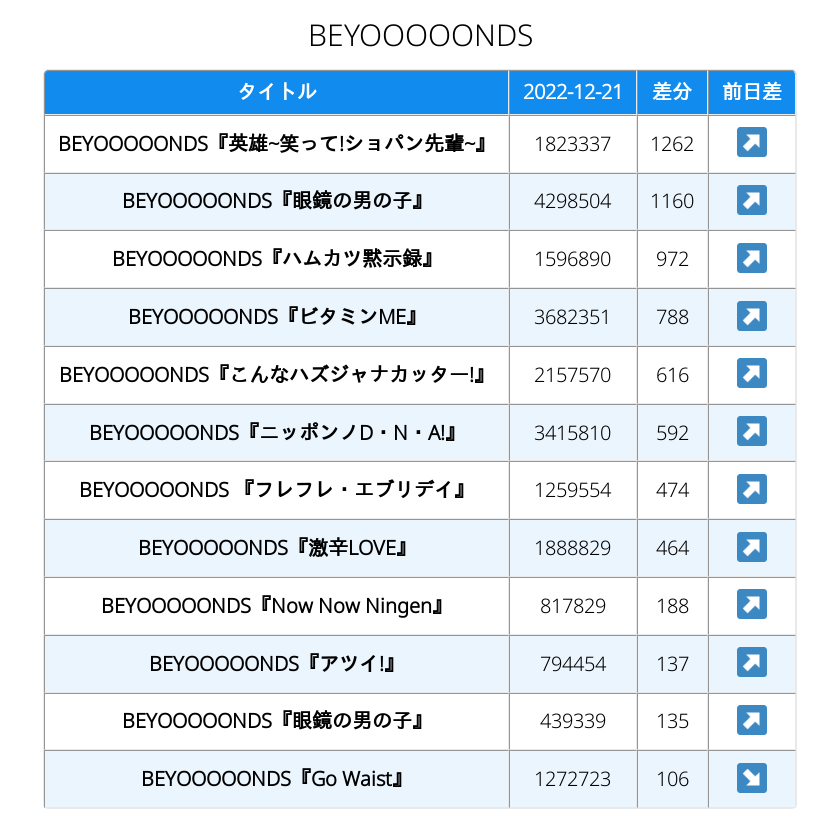 BEYOOOOONDS
タイトル 2022-12-21 差分 前日差
BEYOOOOONDS『英雄~笑って!ショパン先輩~』 1823337 1262 ↗
BEYOOOOONDS『眼鏡の男の子』 4298504 1160 ↗
BEYOOOOONDS『ハムカツ黙示録』 1596890 972 ↗
BEYOOOOONDS『ビタミンME』 3682351 788 ↗
BEYOOOOONDS『こんなハズジャナカッター!』 2157570 616 ↗
BEYOOOOONDS『ニッポンノD・N・A!』 3415810 592 ↗
BEYOOOOONDS 『フレフレ・エブリデイ』 1259554 474 ↗
BEYOOOOONDS『激辛LOVE』 1888829 464 ↗
BEYOOOOONDS『Now Now Ningen』 817829 188 ↗
BEYOOOOONDS『アツイ!』 794454 137 ↗
BEYOOOOONDS『眼鏡の男の子』 439339 135 ↗
BEYOOOOONDS『Go Waist』 1272723 106 ↘